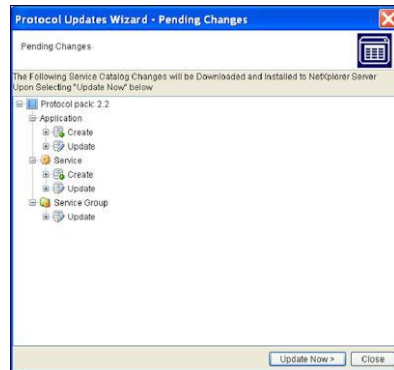 Protocol Updates Wizard - Pending Changes
Pending Changes
The Following Service Catalog Changes will be Downloaded and Installed to NetXplorer Server
Upon Selecting "Update Now" below
Protocol pack: 2.2
Application
Create
Update
Service
Create
Update
Service Group
Update
Update Now >
Close